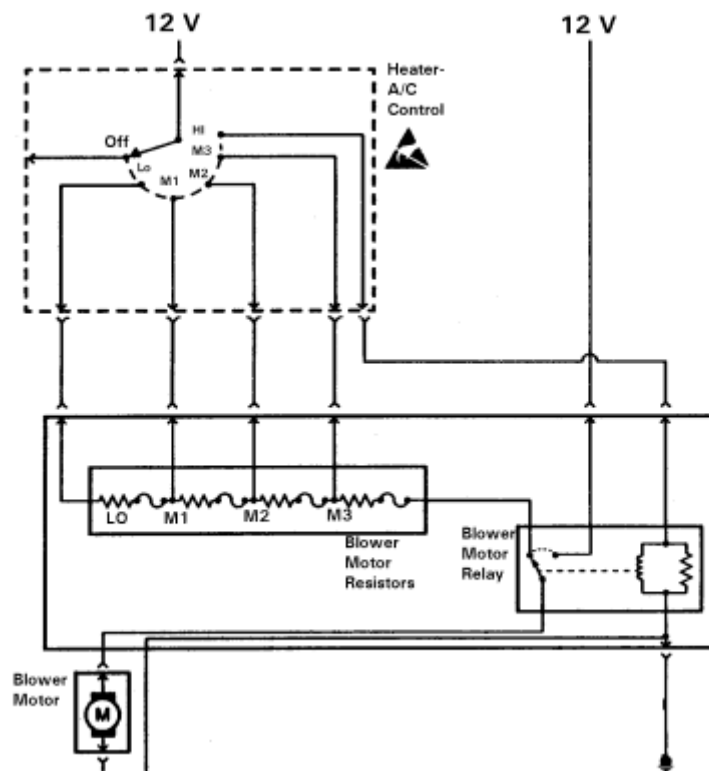 12 V
12 V
Heater-
A/C
Control
Off
HI
M3
Lo
M1
M2
LO
M1
M2
M3
Blower
Motor
Resistors
Blower
Motor
Relay
Blower
Motor
M